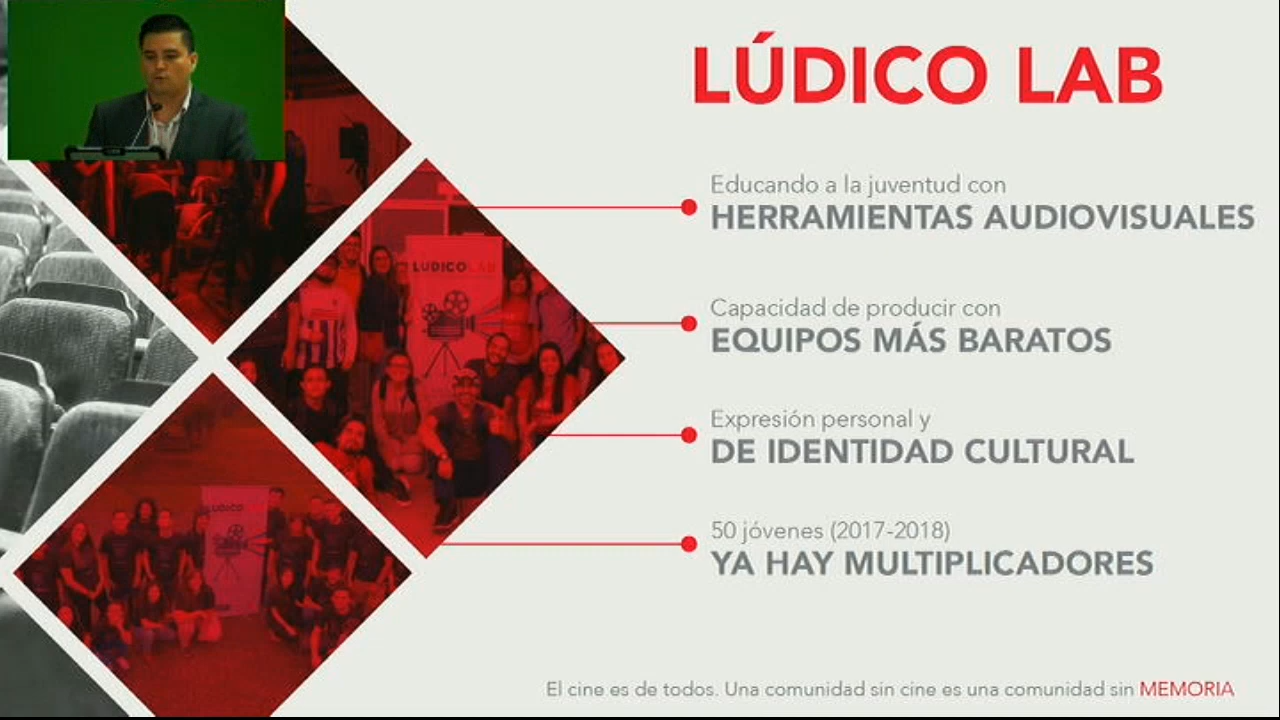 LÚDICO LAB
Educando a la juventud con
HERRAMIENTAS AUDIOVISUALES
LUDICOLAB
Capacidad de producir con
EQUIPOS MÁS BARATOS
Expresión personal y
DE IDENTIDAD CULTURAL
LUDICO
50 jóvenes (2017-2018)
YA HAY MULTIPLICADORES
El cine es de todos. Una comunidad sin cine es una comunidad sin MEMORIA